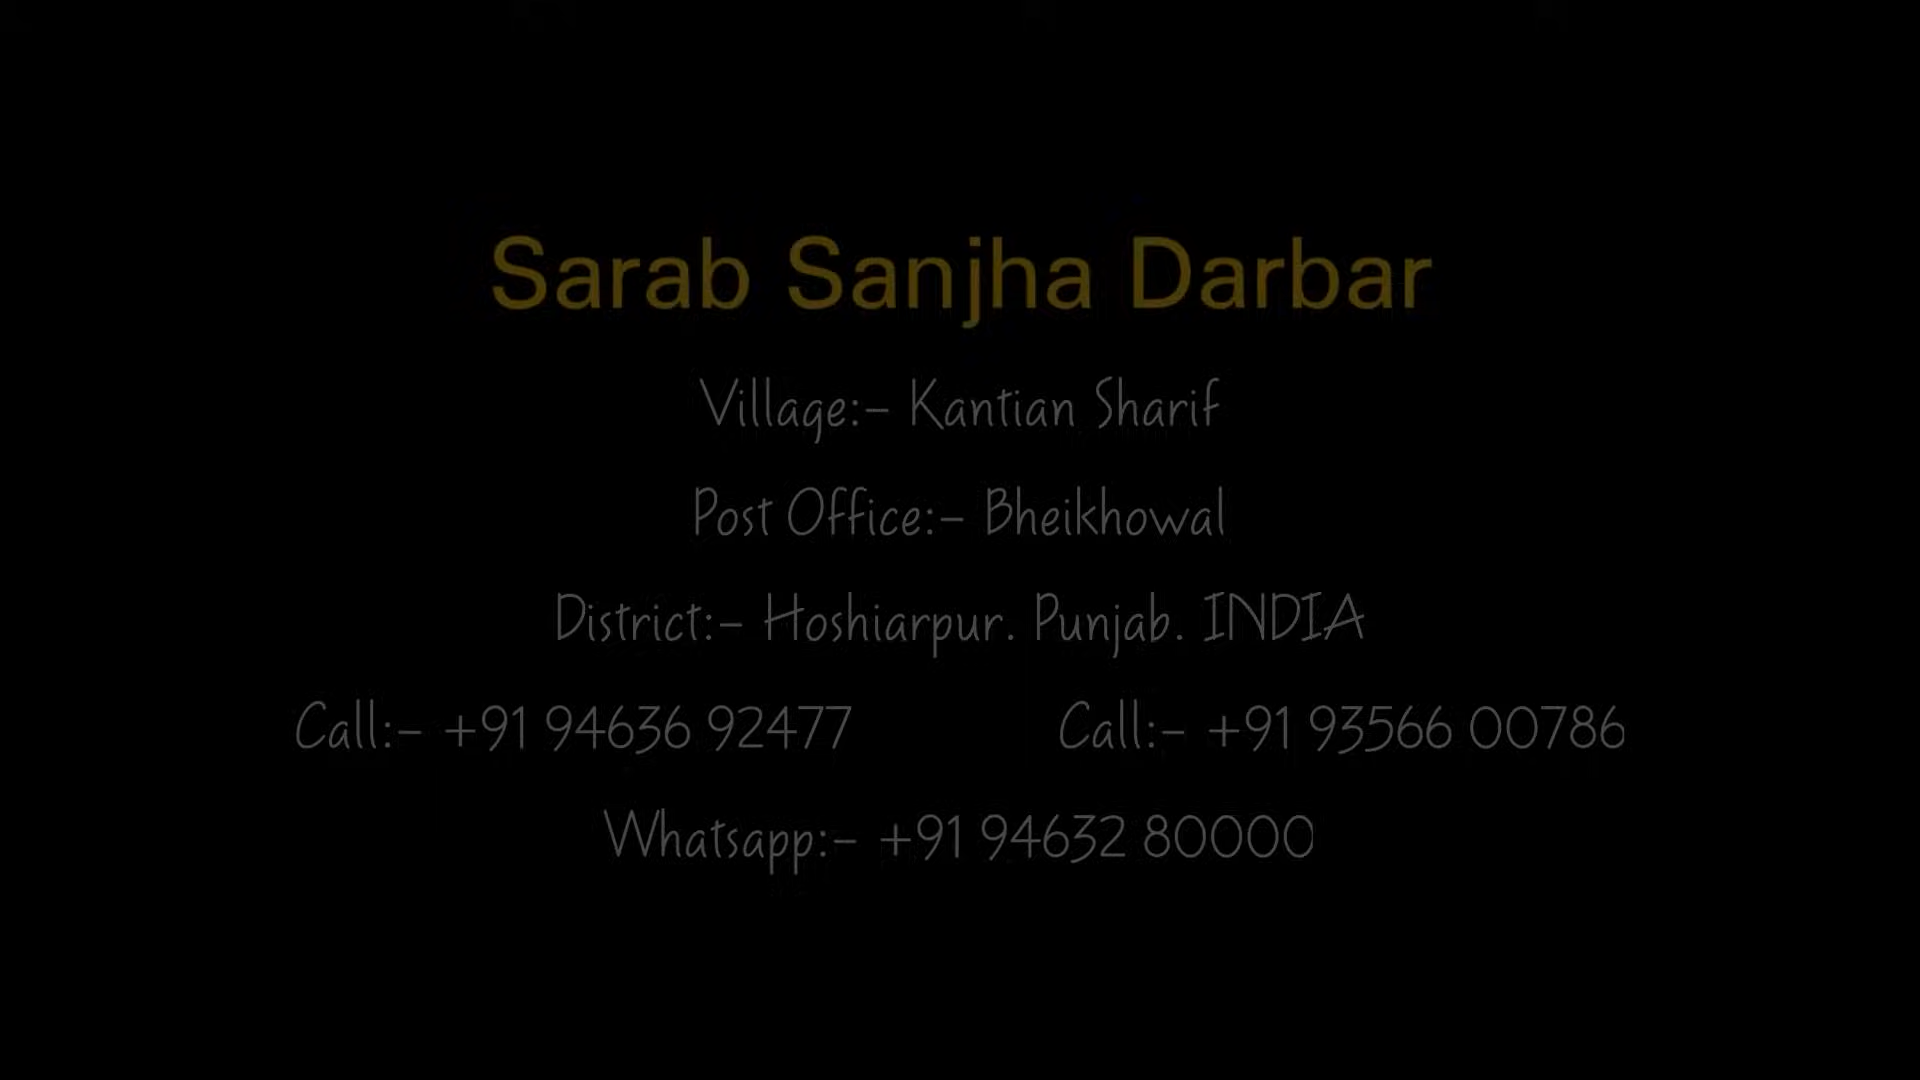 Sarab Sanjha Darbar
Village:- Kantian Sharif
Post Office:- Bheikhowal
District:- Hoshiarpur. Punjab. INDIA
Call:- +91 94636 92477 Call:- +91 93566 00786
Whatsapp:- +91 94632 80000